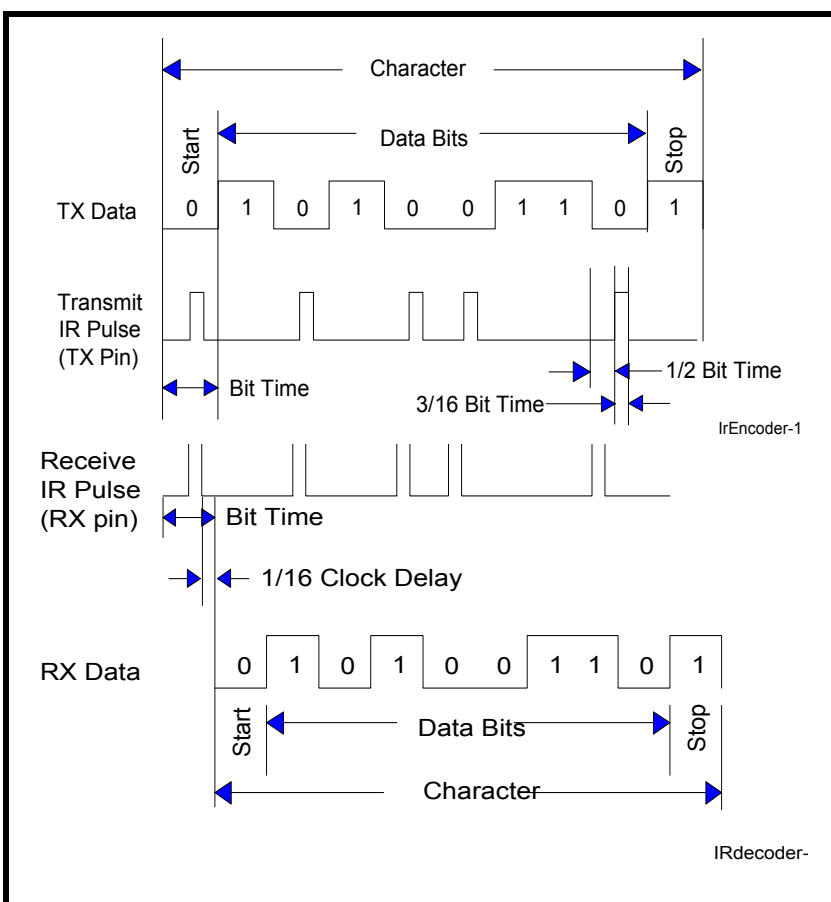 Character
Start
Data Bits
Stop
TX Data
0 1 0 1 0 0 1 1 0 1
Transmit
IR Pulse
(TX Pin)
Bit Time
1/2 Bit Time
3/16 Bit Time
IrEncoder-1
Receive
IR Pulse
(RX pin)
Bit Time
1/16 Clock Delay
RX Data
0 1 0 1 0 0 1 1 0 1
Start
Data Bits
Stop
Character
IRdecoder-